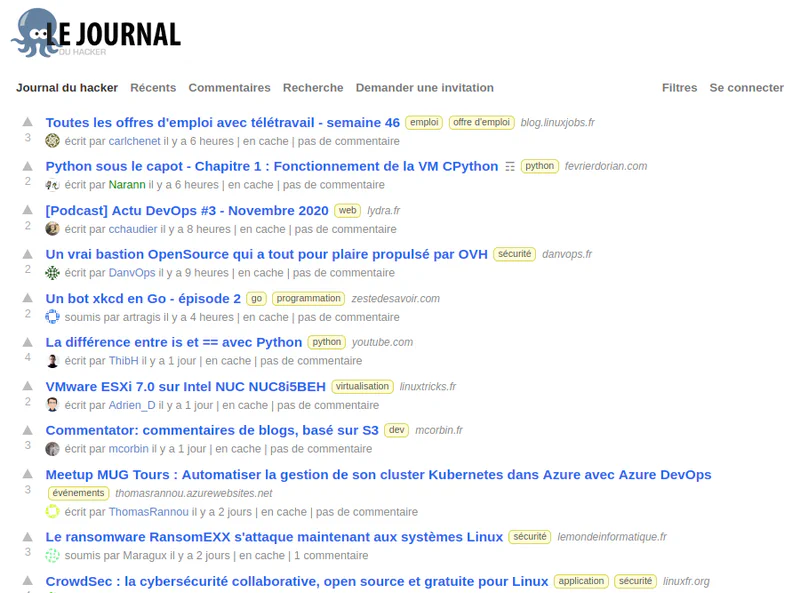 LE JOURNAL
DU HACKER
Journal du hacker Récents Commentaires Recherche Demander une invitation Filtres Se connecter
Toutes les offres d'emploi avec télétravail - semaine 46 emploi offre d'emploi blog.linuxjobs.fr
3 écrit par carlchenet il y a 6 heures | en cache | pas de commentaire
Python sous le capot - Chapitre 1 : Fonctionnement de la VM CPython python fevrierdorian.com
2 écrit par Narann il y a 6 heures | en cache | pas de commentaire
[Podcast] Actu DevOps #3 - Novembre 2020 web lydra.fr
2 écrit par cchaudier il y a 8 heures | en cache | pas de commentaire
Un vrai bastion OpenSource qui a tout pour plaire propulsé par OVH sécurité danvops.fr
2 écrit par DanvOps il y a 9 heures | en cache | pas de commentaire
Un bot xkcd en Go - épisode 2 go programmation zestedesavoir.com
2 soumis par artragis il y a 4 heures | en cache | pas de commentaire
La différence entre is et == avec Python python youtube.com
4 écrit par ThibH il y a 1 jour | en cache | pas de commentaire
VMware ESXi 7.0 sur Intel NUC NUC8i5BEH virtualisation linuxtricks.fr
2 écrit par Adrien_D il y a 1 jour | en cache | pas de commentaire
Commentator: commentaires de blogs, basé sur S3 dev mcorbin.fr
3 écrit par mcorbin il y a 1 jour | en cache | pas de commentaire
Meetup MUG Tours : Automatiser la gestion de son cluster Kubernetes dans Azure avec Azure DevOps
3 événements thomasrannou.azurewebsites.net
écrit par ThomasRannou il y a 2 jours | en cache | pas de commentaire
Le ransomware RansomEXX s'attaque maintenant aux systèmes Linux sécurité lemondeinformatique.fr
3 soumis par Maragux il y a 2 jours | en cache | 1 commentaire
CrowdSec : la cybersécurité collaborative, open source et gratuite pour Linux application sécurité linuxfr.org